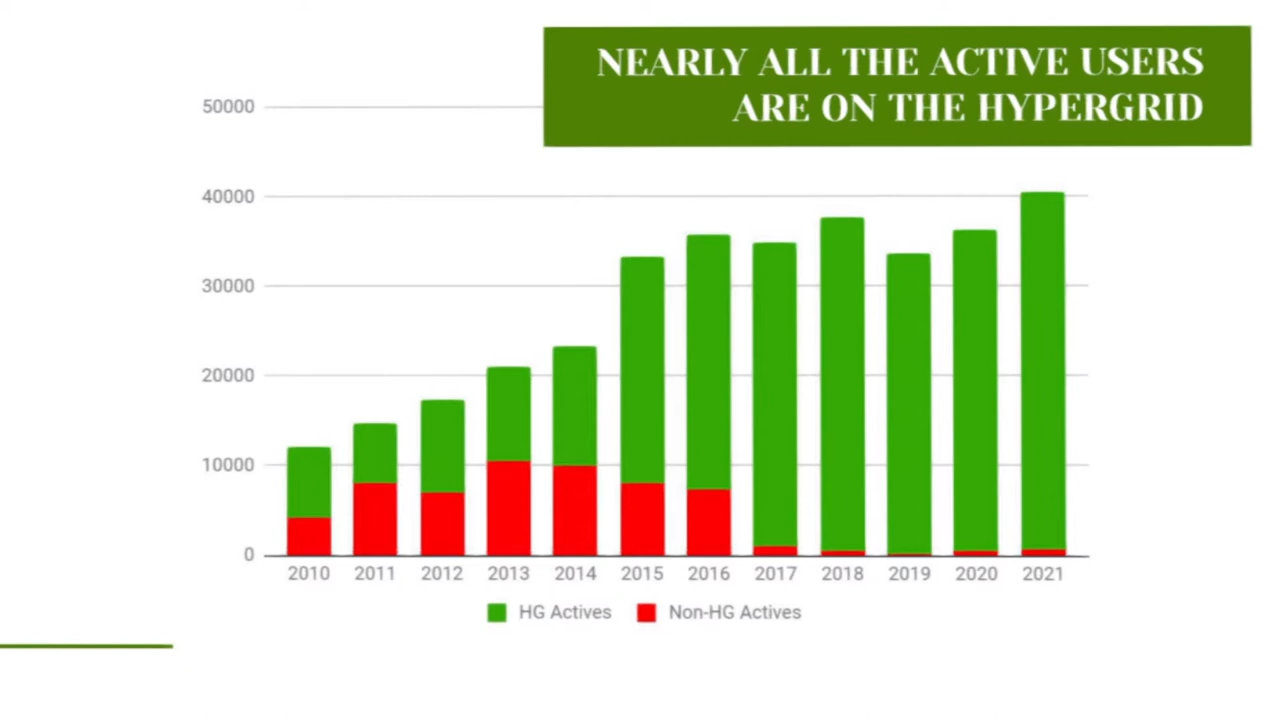 NEARLY ALL THE ACTIVE USERS
ARE ON THE HYPERGRID
50000
40000
30000
20000
10000
0
2010 2011 2012 2013 2014 2015 2016 2017 2018 2019 2020 2021
HG Actives Non-HG Actives